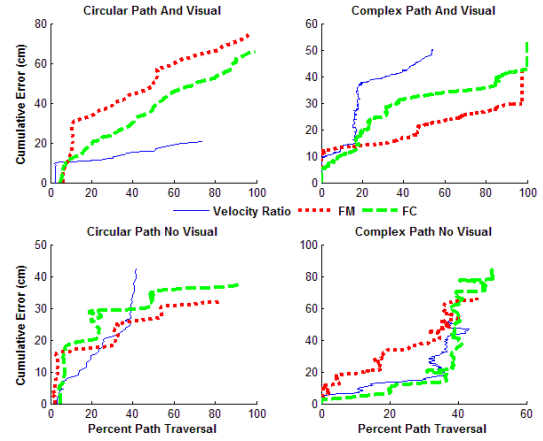 Circular Path And Visual
Complex Path And Visual
Cumulative Error (cm)
80
60
40
20
0
0 20 40 60 80 100
60
50
40
30
20
10
0
0 20 40 60 80 100
Velocity Ratio FM FC
Circular Path No Visual
Complex Path No Visual
Cumulative Error (cm)
50
40
30
20
10
0
0 20 40 60 80 100
Percent Path Traversal
100
80
60
40
20
0
0 20 40 60
Percent Path Traversal